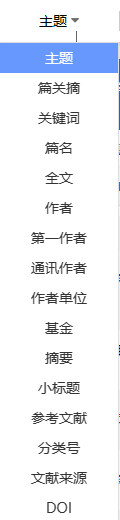 主题
主题
篇关摘
关键词
篇名
全文
作者
第一作者
通讯作者
作者单位
基金
摘要
小标题
参考文献
分类号
文献来源
DOI